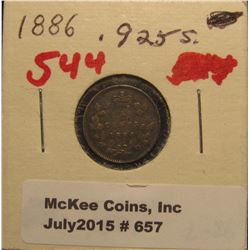 1886 .925 S.
544
McKee Coins, Inc
July2015 # 657